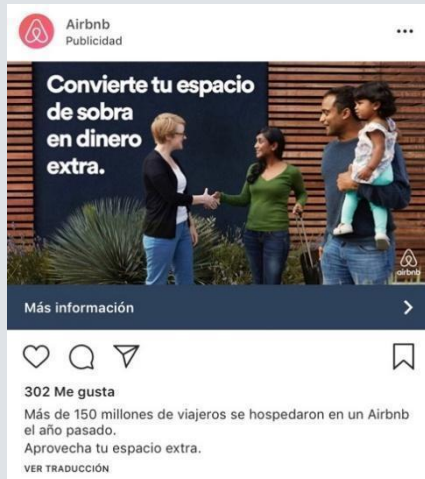 Airbnb
Publicidad
Convierte tu espacio
de sobra
en dinero
extra.
airbnb
Más información
302 Me gusta
Más de 150 millones de viajeros se hospedaron en un Airbnb
el año pasado.
Aprovecha tu espacio extra.
VER TRADUCCIÓN